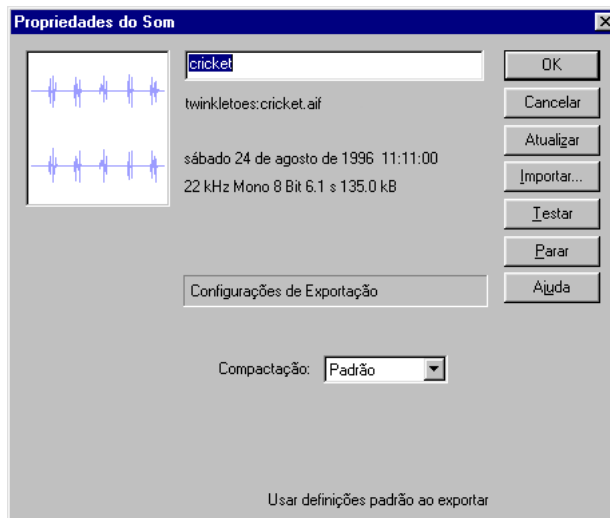 Propriedades do Som
cricket
twinkletoes:cricket.aif
sábado 24 de agosto de 1996 11:11:00
22 kHz Mono 8 Bit 6.1 s 135.0 kB
OK
Cancelar
Atualizar
Importar...
Testar
Parar
Ajuda
Configurações de Exportação
Compactação: Padrão
Usar definições padrão ao exportar